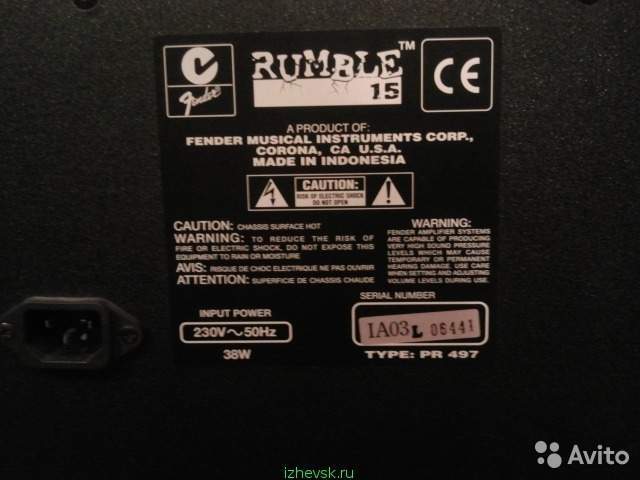 Fender
RUMBLE™
15
CE
A PRODUCT OF:
FENDER MUSICAL INSTRUMENTS CORP.,
CORONA, CA U.S.A.
MADE IN INDONESIA
CAUTION:
RISK OF ELECTRIC SHOCK
DO NOT OPEN
CAUTION: CHASSIS SURFACE HOT
WARNING: TO REDUCE THE RISK OF
FIRE OR ELECTRIC SHOCK, DO NOT EXPOSE THIS
EQUIPMENT TO RAIN OR MOISTURE
AVIS: RISQUE DE CHOC ELECTRIQUE NE PAS OUVRIR
ATTENTION: SUPERFICIE DE CHASSIS CHAUDE
WARNING:
FENDER AMPLIFIER SYSTEMS
ARE CAPABLE OF PRODUCING
VERY HIGH SOUND PRESSURE
LEVELS WHICH MAY CAUSE
TEMPORARY OR PERMANENT
HEARING DAMAGE. USE CARE
WHEN SETTING AND ADJUSTING
VOLUME LEVELS DURING USE.
INPUT POWER
230V~50Hz
38W
SERIAL NUMBER
IA03L 06441
TYPE: PR 497
Avito
izhevsk.ru